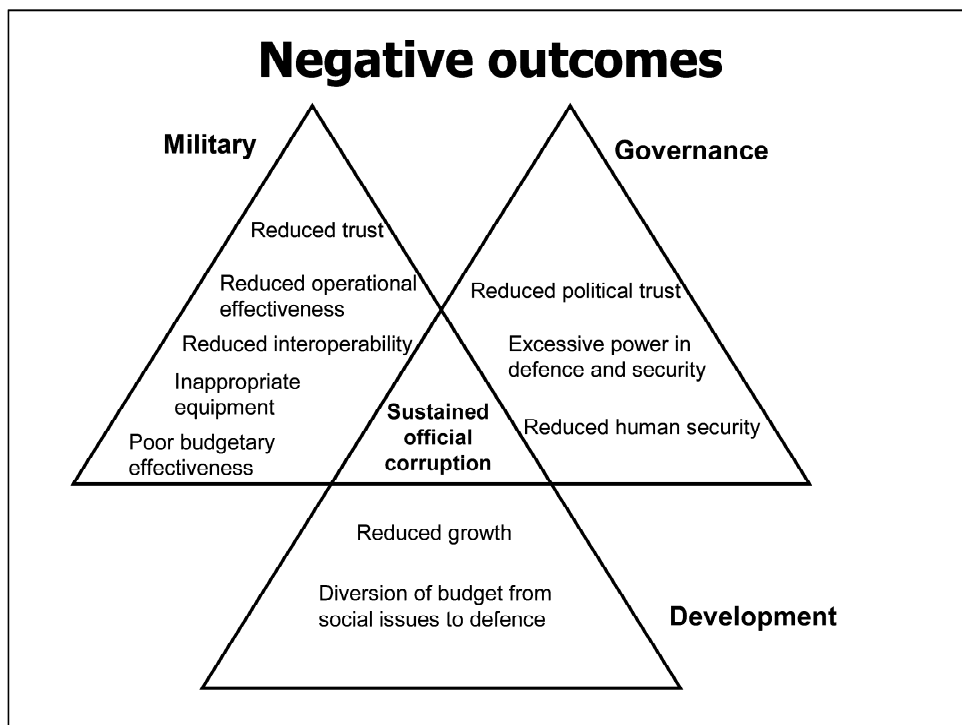 Negative outcomes
Military
Governance
Reduced trust
Reduced operational
effectiveness
Reduced interoperability
Inappropriate
equipment
Poor budgetary
effectiveness
Reduced political trust
Excessive power in
defence and security
Reduced human security
Sustained
official
corruption
Reduced growth
Diversion of budget from
social issues to defence
Development